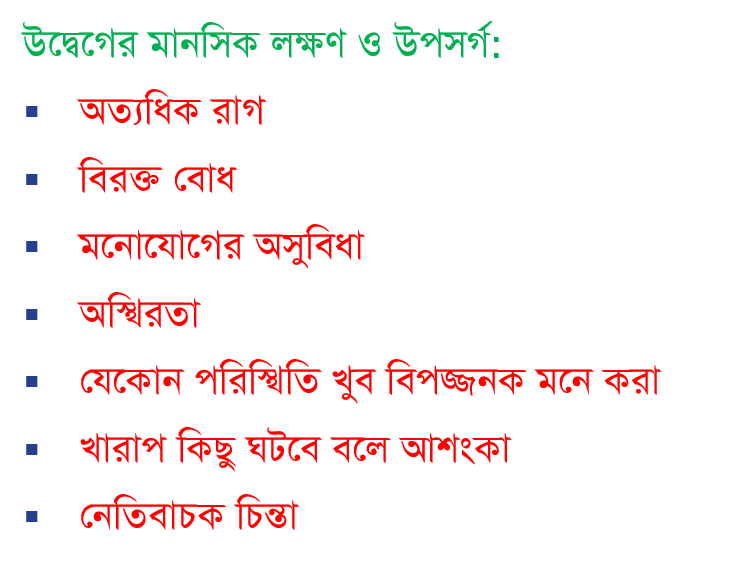 উদ্বেগের মানসিক লক্ষণ ও উপসর্গ:
▪ অত্যধিক রাগ
▪ বিরক্ত বোধ
▪ মনোযোগের অসুবিধা
▪ অস্থিরতা
▪ যেকোন পরিস্থিতি খুব বিপজ্জনক মনে করা
▪ খারাপ কিছু ঘটবে বলে আশংকা
▪ নেতিবাচক চিন্তা